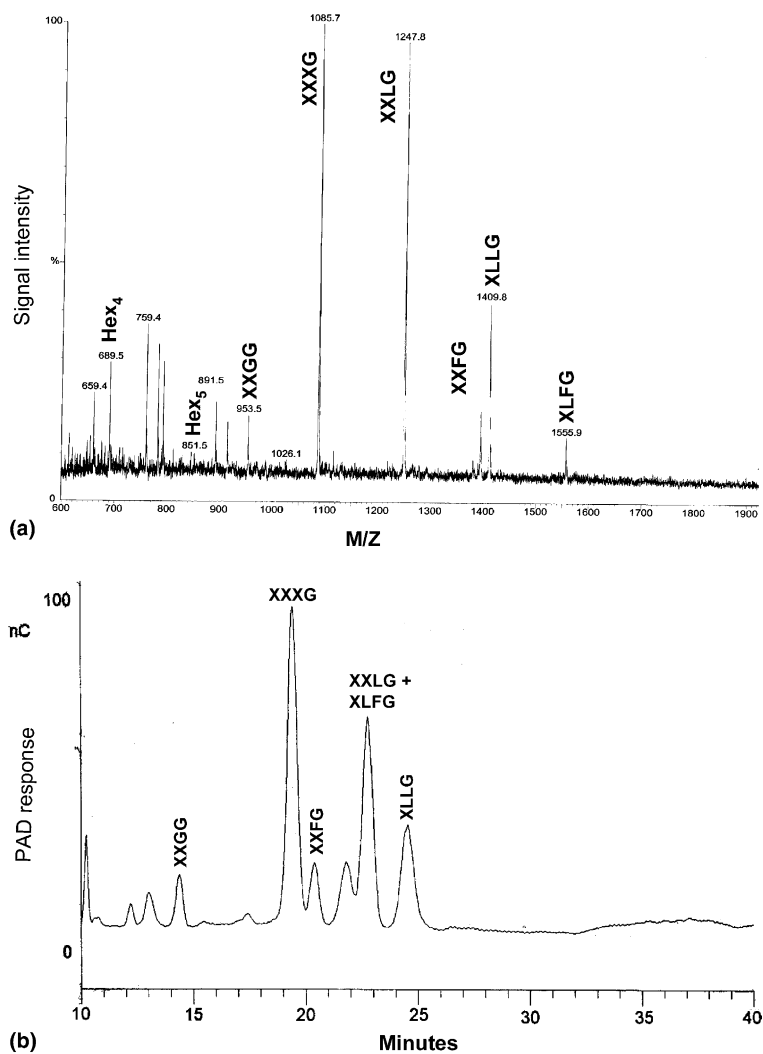 100
1085.7
1247.8
XXXG
XXLG
Signal intensity
%
Hex4
759.4
689.5
659.4
Hex5
851.5
891.5
XXGG
953.5
1026.1
XXFG
XLLG
1409.8
XLFG
1555.9
0
600 700 800 900 1000 1100 1200 1300 1400 1500 1600 1700 1800 1900
(a)
M/Z
100
nC
PAD response
XXXG
XXLG +
XLFG
XXGG
XXFG
XLLG
0
10 15 20 25 30 35 40
(b)
Minutes